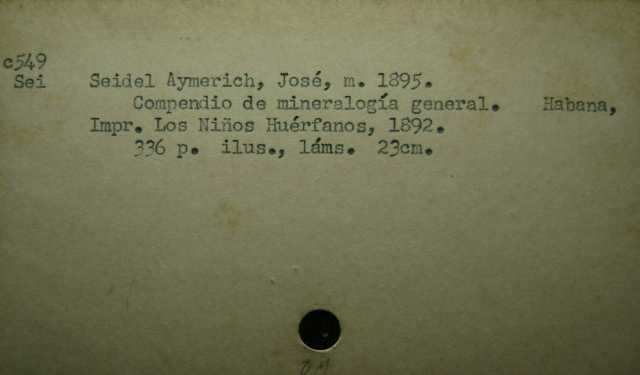 c549
Sei Seidel Aymerich, José, m. 1895.
Compendio de mineralogía general. Habana,
Impr. Los Niños Huérfanos, 1892.
336 p. ilus., láms. 23cm.